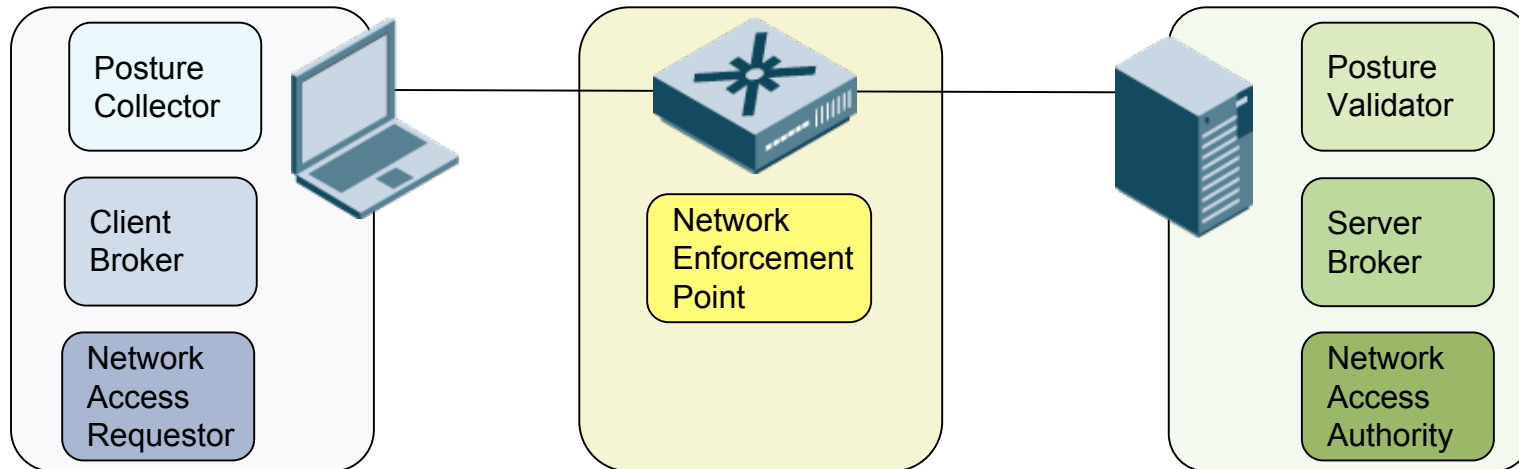 Posture
Collector
Client
Broker
Network
Access
Requestor
Network
Enforcement
Point
Posture
Validator
Server
Broker
Network
Access
Authority